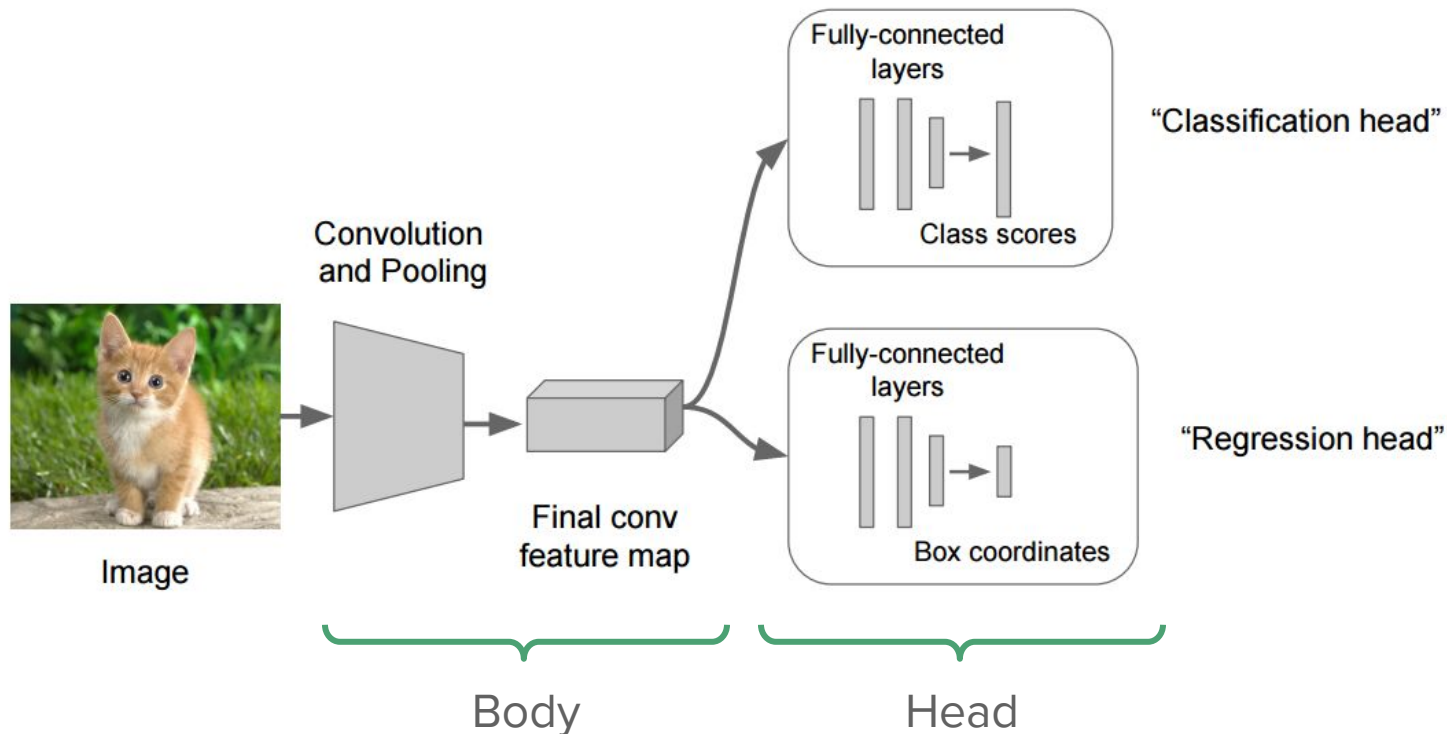 Fully-connected
layers
Class scores
“Classification head”
Convolution
and Pooling
Image
Final conv
feature map
Fully-connected
layers
Box coordinates
“Regression head”
Body
Head